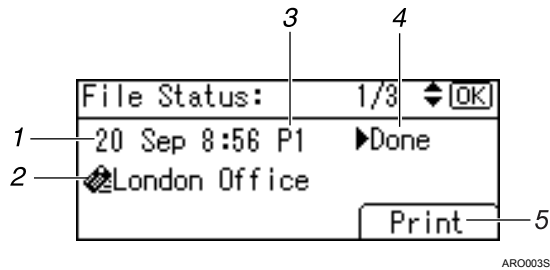 3 4
File Status: 1/3 OK
1 20 Sep 8:56 P1 Done
2 London Office
Print 5
ARO003S